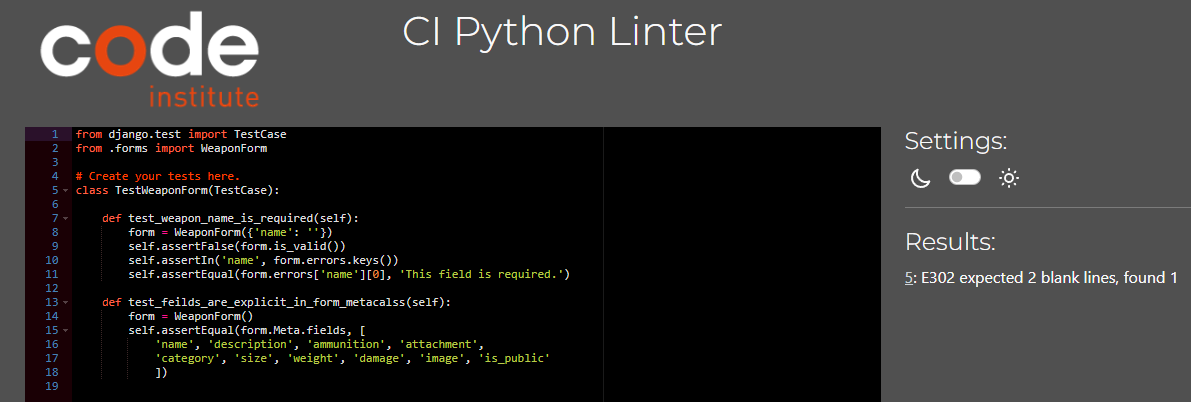 code
institute
CI Python Linter
1 from django.test import TestCase
2 from .forms import WeaponForm
3
4 # Create your tests here.
5 class TestWeaponForm(TestCase):
6
7 def test_weapon_name_is_required(self):
8 form = WeaponForm({'name': ''})
9 self.assertFalse(form.is_valid())
10 self.assertIn('name', form.errors.keys())
11 self.assertEqual(form.errors['name'][0], 'This field is required.')
12
13 def test_feilds_are_explicit_in_form_metacalss(self):
14 form = WeaponForm()
15 self.assertEqual(form.Meta.fields, [
16 'name', 'description', 'ammunition', 'attachment',
17 'category', 'size', 'weight', 'damage', 'image', 'is_public'
18 ])
19
Settings:
Results:
5: E302 expected 2 blank lines, found 1